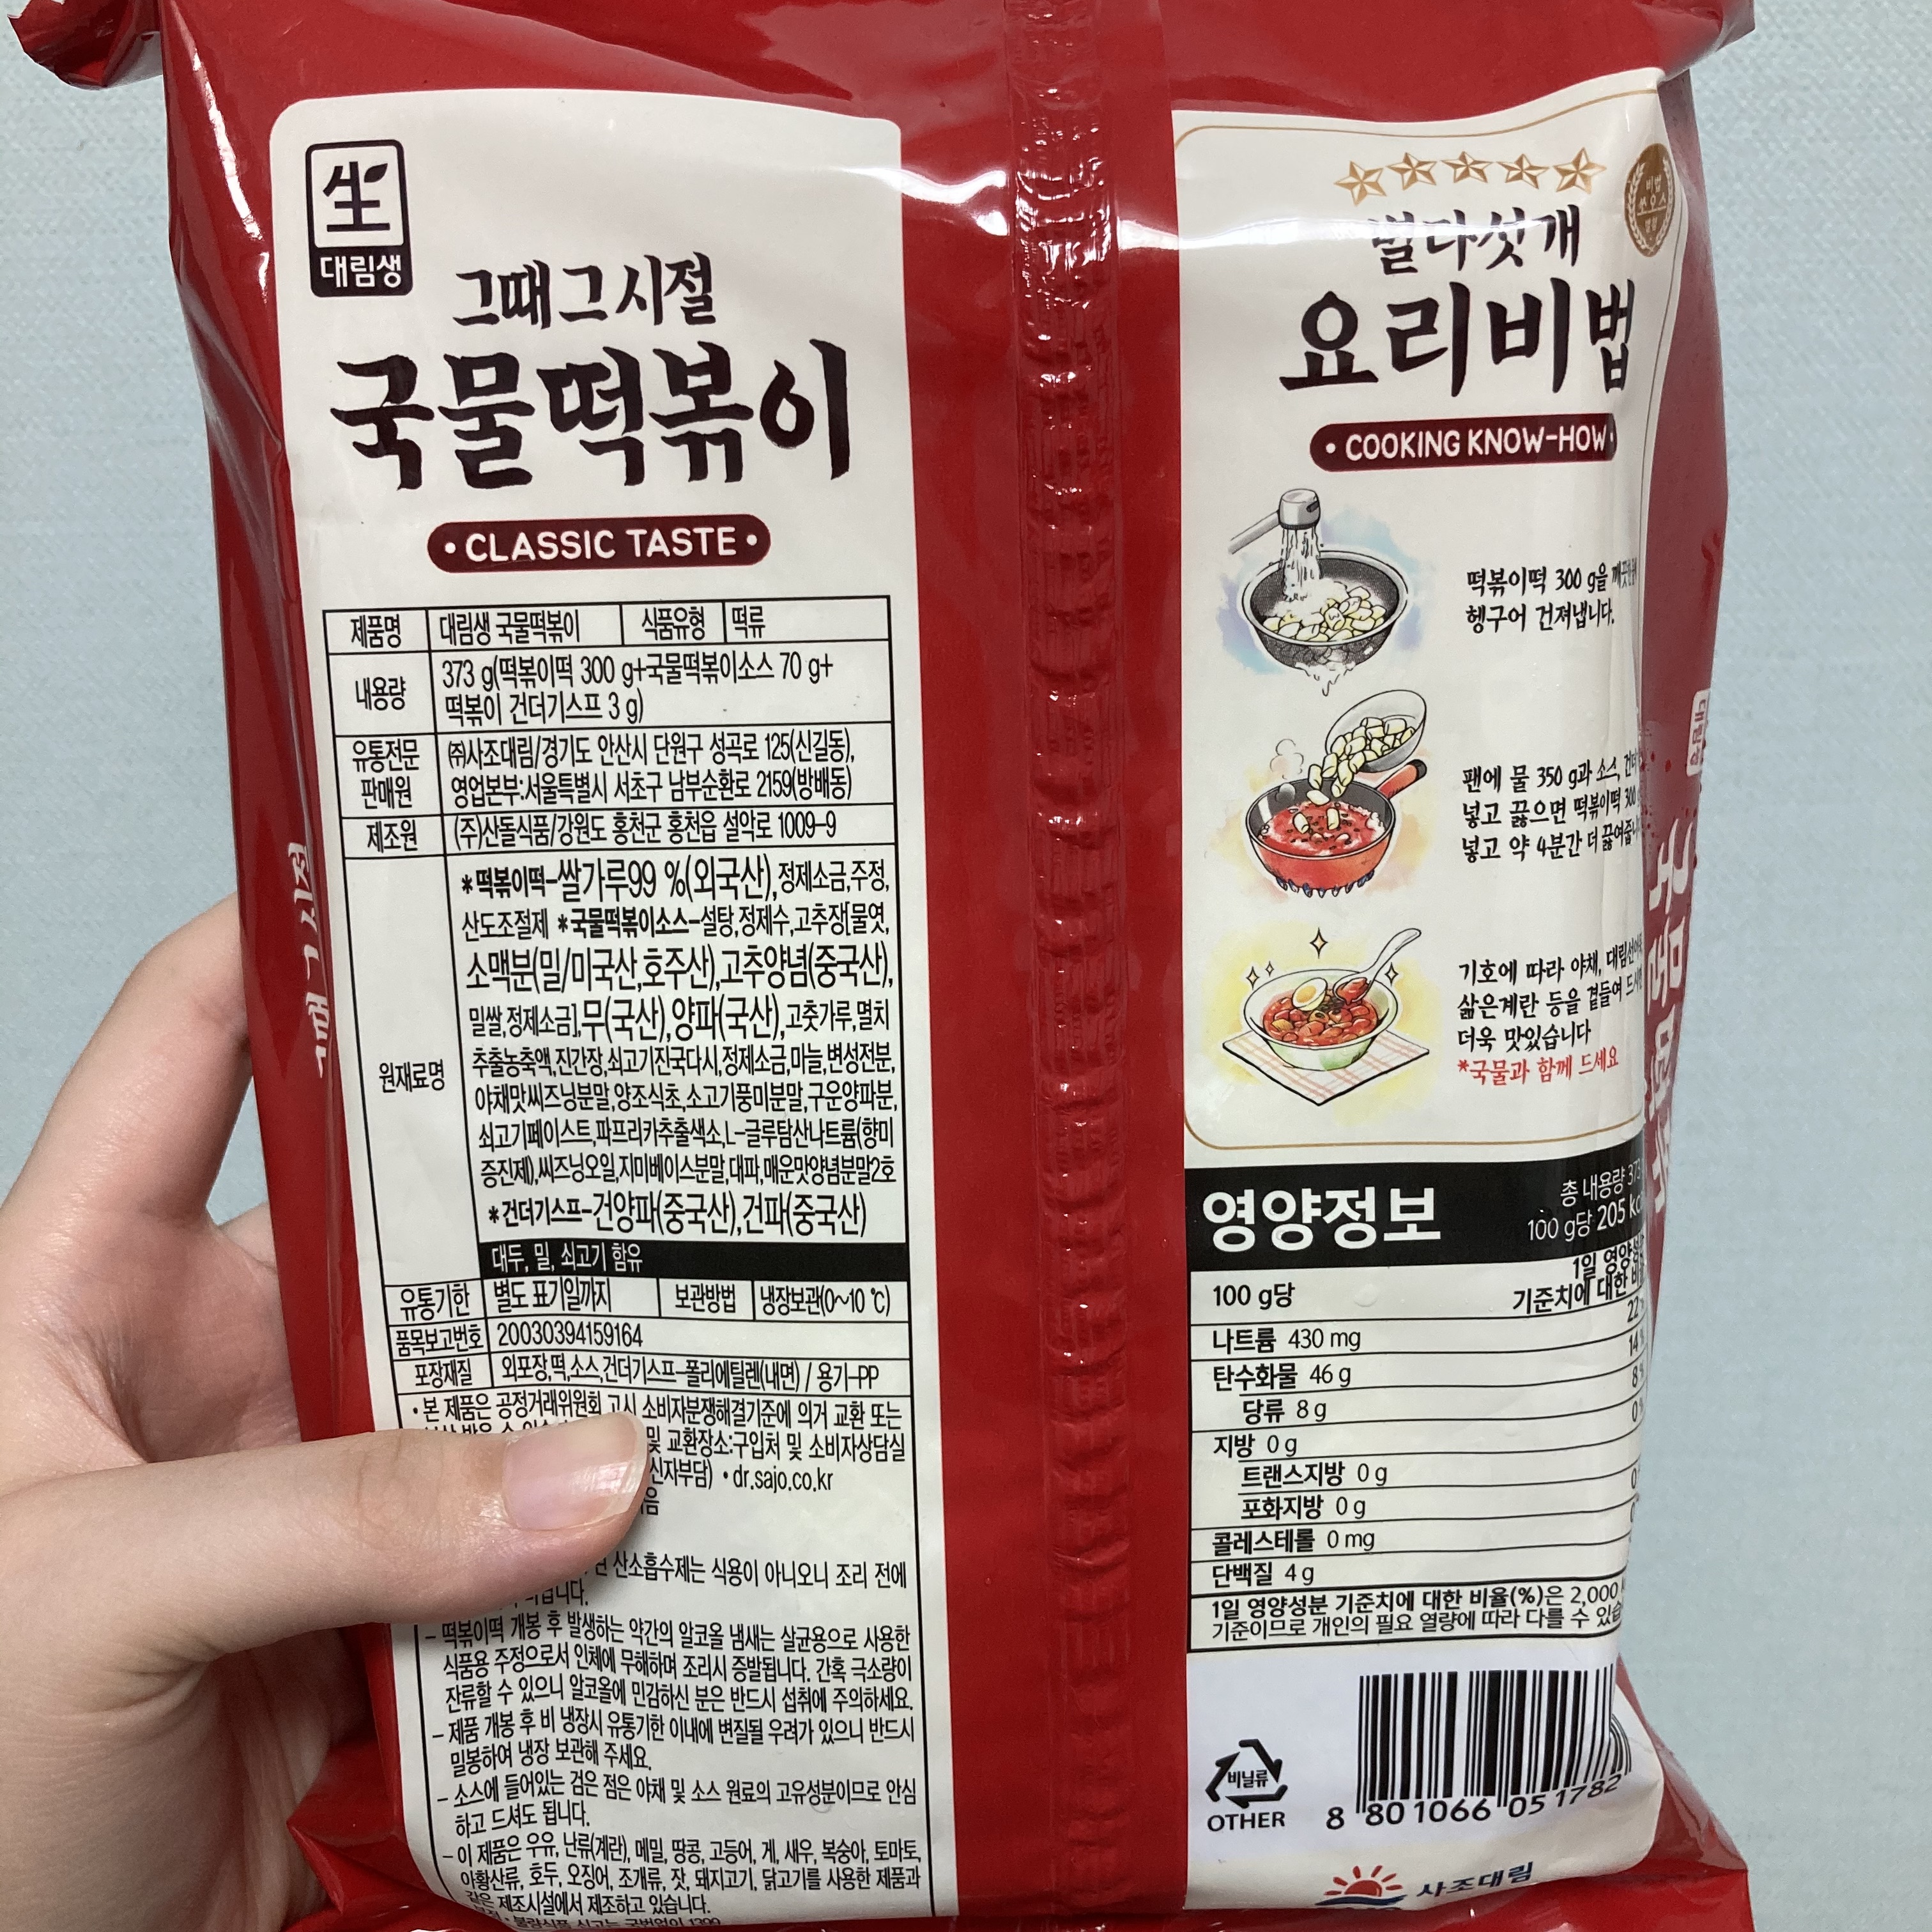 生
대림생
그때 그 시절
국물떡볶이
• CLASSIC TASTE •
제품명 대림생 국물떡볶이 식품유형 떡류
내용량 373 g(떡볶이떡 300 g+국물떡볶이소스 70 g+
떡볶이 건더기스프 3 g)
유통전문
판매원
㈜사조대림/경기도 안산시 단원구 성곡로 125(신길동),
영업본부:서울특별시 서초구 남부순환로 2159(방배동)
제조원 (주)산돌식품/강원도 홍천군 홍천읍 설악로 1009-9
원재료명
*떡볶이떡-쌀가루99 %(외국산),정제소금,주정,
산도조절제 *국물떡볶이소스-설탕,정제수,고추장[물엿,
소맥분(밀/미국산,호주산),고추양념(중국산),
밀쌀,정제소금],무(국산),양파(국산),고춧가루,멸치
추출농축액,진간장,쇠고기진국다시,정제소금,마늘,변성전분,
야채맛씨즈닝분말,양조식초,소고기풍미분말,구운양파분,
쇠고기페이스트,파프리카추출색소,L-글루탐산나트륨(향미
증진제),씨즈닝오일,지미베이스분말,대파,매운맛양념분말2호
*건더기스프-건양파(중국산),건파(중국산)
대두, 밀, 쇠고기 함유
유통기한 별도 표기일까지 보관방법 냉장보관(0~10 ℃)
품목보고번호 20030394159164
포장재질 외포장,떡,소스,건더기스프-폴리에틸렌(내면) / 용기-PP
• 본 제품은 공정거래위원회 고시 소비자분쟁해결기준에 의거 교환 또는
및 교환장소:구입처 및 소비자상담실
신자부담) • dr.sajo.co.kr
산소흡수제는 식용이 아니오니 조리 전에
- 떡볶이떡 개봉 후 발생하는 약간의 알코올 냄새는 살균용으로 사용한
식품용 주정으로서 인체에 무해하며 조리시 증발됩니다. 간혹 극소량이
잔류할 수 있으니 알코올에 민감하신 분은 반드시 섭취에 주의하세요.
- 제품 개봉 후 비 냉장시 유통기한 이내에 변질될 우려가 있으니 반드시
밀봉하여 냉장 보관해 주세요.
- 소스에 들어있는 검은 점은 야채 및 소스 원료의 고유성분이므로 안심
하고 드셔도 됩니다.
- 이 제품은 우유, 난류(계란), 메밀, 땅콩, 고등어, 게, 새우, 복숭아, 토마토,
아황산류, 호두, 오징어, 조개류, 잣, 돼지고기, 닭고기를 사용한 제품과
같은 제조시설에서 제조하고 있습니다.
불량식품 신고는 국번없이 1399
별다섯개
요리비법
• COOKING KNOW-HOW •
떡볶이떡 300 g을
헹구어 건져냅니다.
팬에 물 350 g과 소스,
넣고 끓으면 떡볶이떡 300
넣고 약 4분간 더
기호에 따라 야채,
삶은계란 등을 곁들여
더욱 맛있습니다
*국물과 함께 드세요
영양정보
총 내용량 373
100 g당 205
100 g당
1일
기준치에 대한
나트륨 430 mg 22
탄수화물 46 g 14
당류 8 g 8
지방 0 g 0
트랜스지방 0 g
포화지방 0 g 0
콜레스테롤 0 mg
단백질 4 g
1일 영양성분 기준치에 대한 비율(%)은 2,000
기준이므로 개인의 필요 열량에 따라 다를 수
비닐류
OTHER
8 801066 051782
사조대림